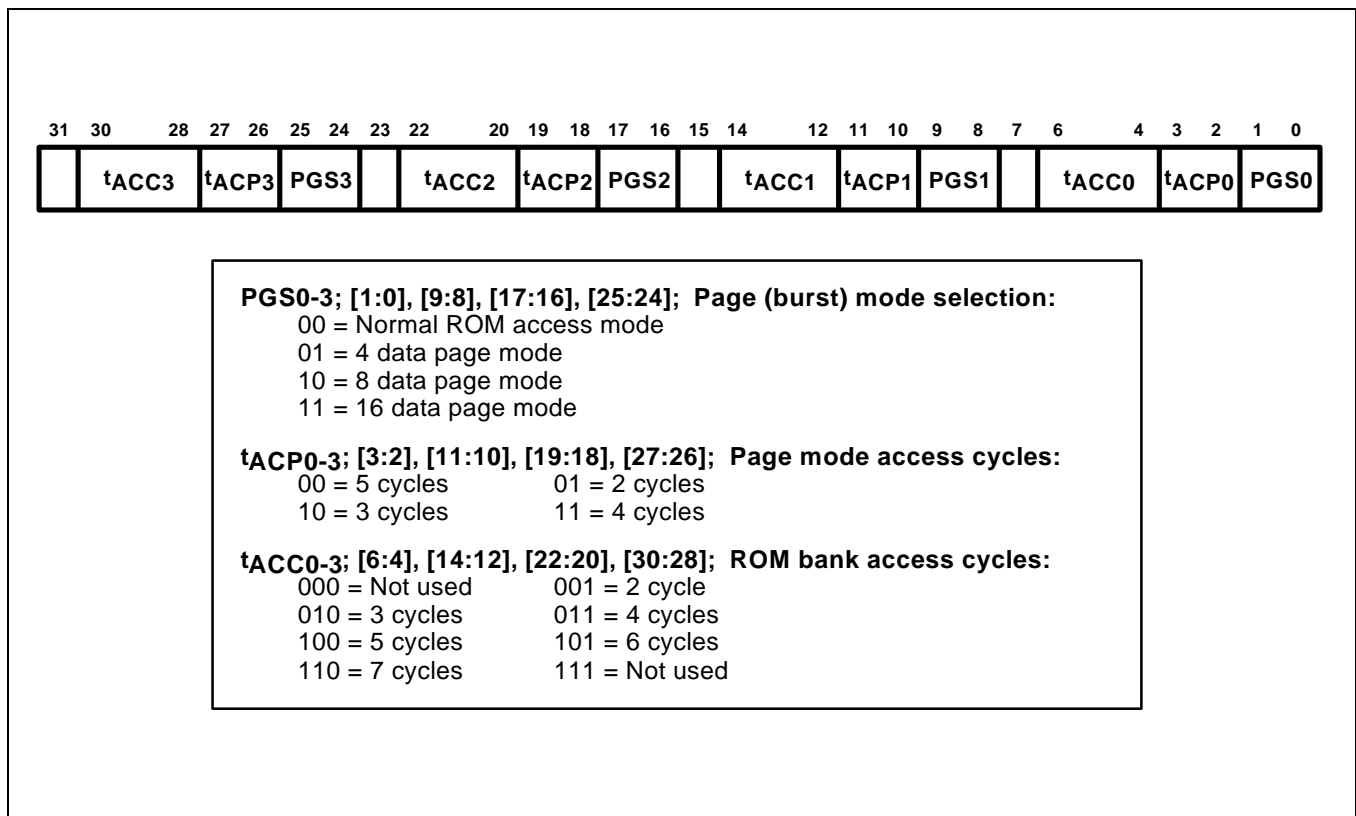 31 30 28 27 26 25 24 23 22 20 19 18 17 16 15 14 12 11 10 9 8 7 6 4 3 2 1 0
tACC3 tACP3 PGS3 tACC2 tACP2 PGS2 tACC1 tACP1 PGS1 tACC0 tACP0 PGS0
PGS0-3; [1:0], [9:8], [17:16], [25:24]; Page (burst) mode selection:
00 = Normal ROM access mode
01 = 4 data page mode
10 = 8 data page mode
11 = 16 data page mode
tACP0-3; [3:2], [11:10], [19:18], [27:26]; Page mode access cycles:
00 = 5 cycles 01 = 2 cycles
10 = 3 cycles 11 = 4 cycles
tACC0-3; [6:4], [14:12], [22:20], [30:28]; ROM bank access cycles:
000 = Not used 001 = 2 cycle
010 = 3 cycles 011 = 4 cycles
100 = 5 cycles 101 = 6 cycles
110 = 7 cycles 111 = Not used